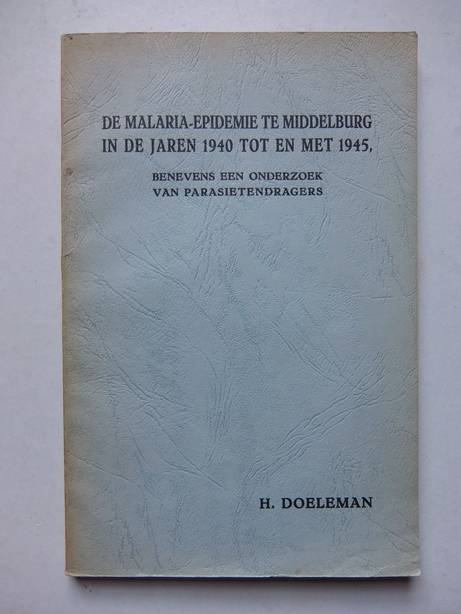 DE MALARIA-EPIDEMIE TE MIDDELBURG
IN DE JAREN 1940 TOT EN MET 1945,
BENEVENS EEN ONDERZOEK
VAN PARASIETENDRAGERS
H. DOELEMAN